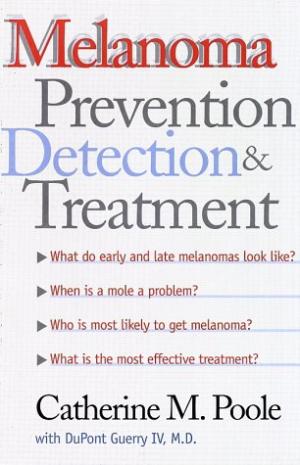 Melanoma
Prevention
Detection &
Treatment
▶ What do early and late melanomas look like?
▶ When is a mole a problem?
▶ Who is most likely to get melanoma?
▶ What is the most effective treatment?
Catherine M. Poole
with DuPont Guerry IV, M.D.